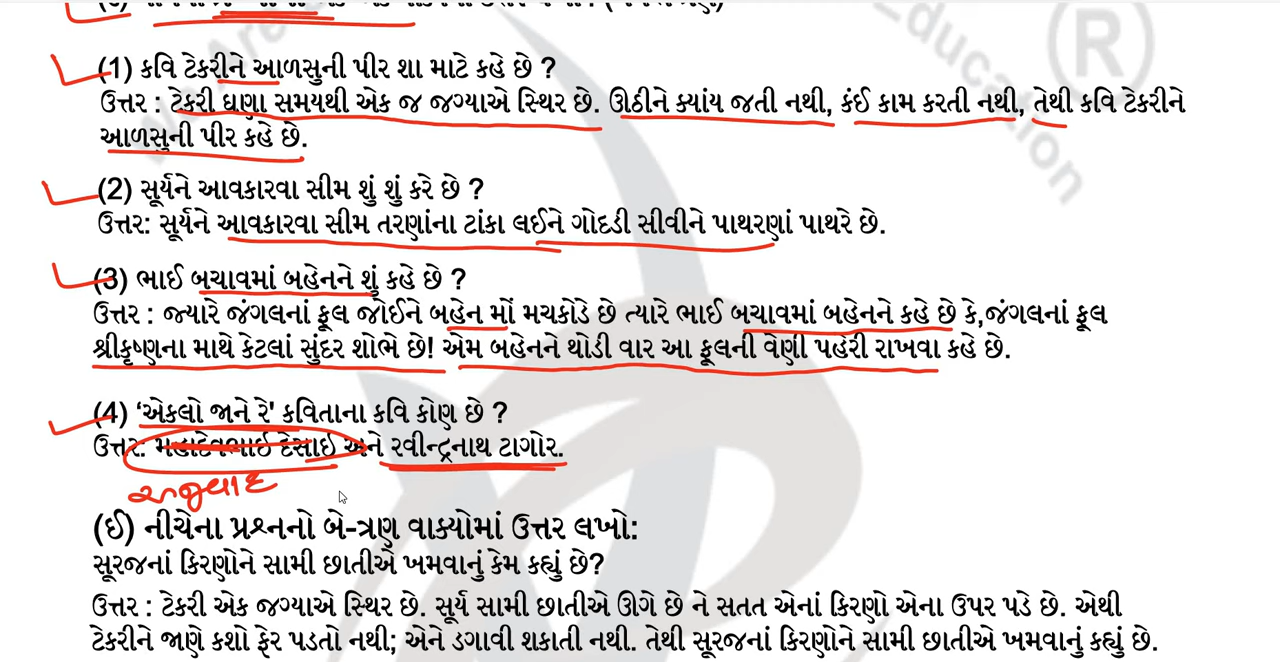 (1) કવિ ટેકરીને આળસુની પીર શા માટે કહે છે ?
ઉત્તર : ટેકરી ઘણા સમયથી એક જ જગ્યાએ સ્થિર છે. ઊઠીને ક્યાંય જતી નથી, કંઈ કામ કરતી નથી, તેથી કવિ ટેકરીને
આળસુની પીર કહે છે.
(2) સૂર્યને આવકારવા સીમ શું શું કરે છે ?
ઉત્તર: સૂર્યને આવકારવા સીમ તરણાંના ટાંકા લઈને ગોદડી સીવીને પાથરણાં પાથરે છે.
(3) ભાઈ બચાવમાં બહેનને શું કહે છે ?
ઉત્તર : જ્યારે જંગલનાં ફૂલ જોઈને બહેન મોં મચકોડે છે ત્યારે ભાઈ બચાવમાં બહેનને કહે છે કે,જંગલનાં ફૂલ
શ્રીકૃષ્ણના માથે કેટલાં સુંદર શોભે છે! એમ બહેનને થોડી વાર આ ફૂલની વેણી પહેરી રાખવા કહે છે.
(4) ‘એકલો જાને રે' કવિતાના કવિ કોણ છે ?
ઉત્તર: મહાદેવભાઈ દેસાઈ અને રવીન્દ્રનાથ ટાગોર.
અનુવાદ
(ઈ) નીચેના પ્રશ્નનો બે-ત્રણ વાક્યોમાં ઉત્તર લખો:
સૂરજનાં કિરણોને સામી છાતીએ ખમવાનું કેમ કહ્યું છે?
ઉત્તર : ટેકરી એક જગ્યાએ સ્થિર છે. સૂર્ય સામી છાતીએ ઊગે છે ને સતત એનાં કિરણો એના ઉપર પડે છે. એથી
ટેકરીને જાણે કશો ફેર પડતો નથી; એને ડગાવી શકાતી નથી. તેથી સૂરજનાં કિરણોને સામી છાતીએ ખમવાનું કહ્યું છે.
Education
R